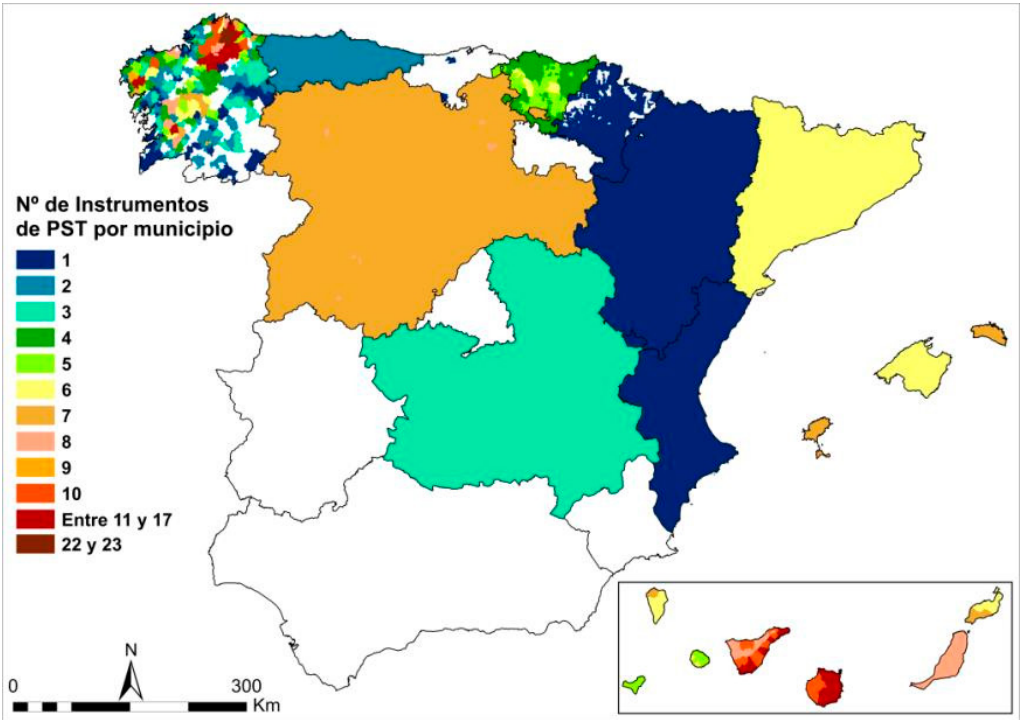 Nº de Instrumentos
de PST por municipio
1
2
3
4
5
6
7
8
9
10
Entre 11 y 17
22 y 23
N
0 300
Km